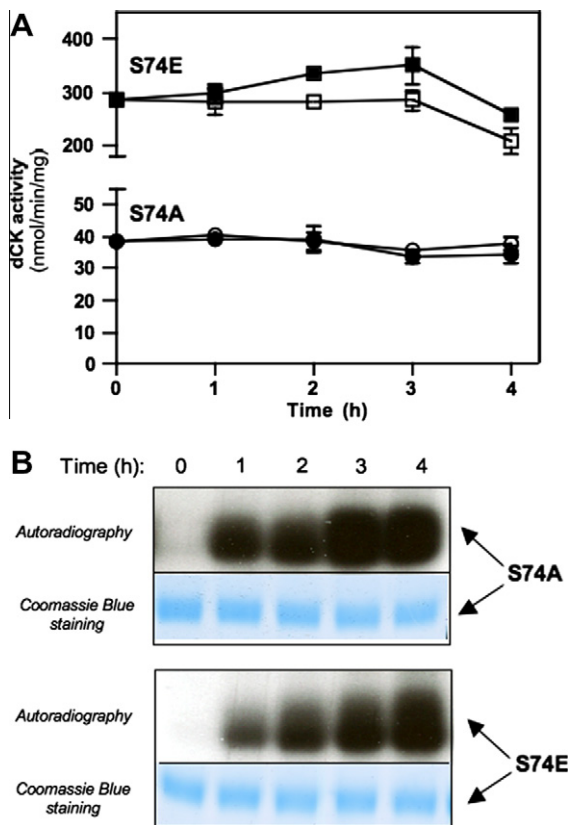 A
400
S74E
300
200
dCK activity
(nmol/min/mg)
50
S74A
40
30
20
10
0
0 1 2 3 4
Time (h)
B Time (h): 0 1 2 3 4
Autoradiography
S74A
Coomassie Blue
staining
Autoradiography
S74E
Coomassie Blue
staining